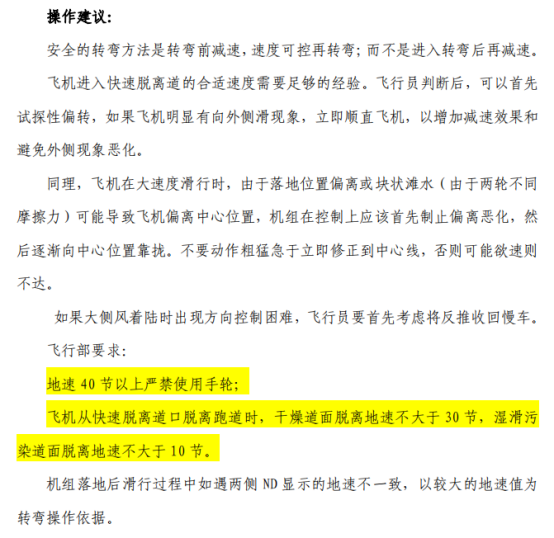 操作建议：
安全的转弯方法是转弯前减速，速度可控再转弯；而不是进入转弯后再减速。
飞机进入快速脱离道的合适速度需要足够的经验。飞行员判断后，可以首先
试探性偏转，如果飞机明显有向外侧滑现象，立即顺直飞机，以增加减速效果和
避免外侧现象恶化。
同理，飞机在大速度滑行时，由于落地位置偏离或块状滩水（由于两轮不同
摩擦力）可能导致飞机偏离中心位置，机组在控制上应该首先制止偏离恶化，然
后逐渐向中心位置靠拢。不要动作粗猛急于立即修正到中心线，否则可能欲速则
不达。
如果大侧风着陆时出现方向控制困难，飞行员要首先考虑将反推收回慢车。
飞行部要求：
地速 40 节以上严禁使用手轮；
飞机从快速脱离道口脱离跑道时，干燥道面脱离地速不大于 30 节，湿滑污
染道面脱离地速不大于 10 节。
机组落地后滑行过程中如遇两侧 ND 显示的地速不一致，以较大的地速值为
转弯操作依据。